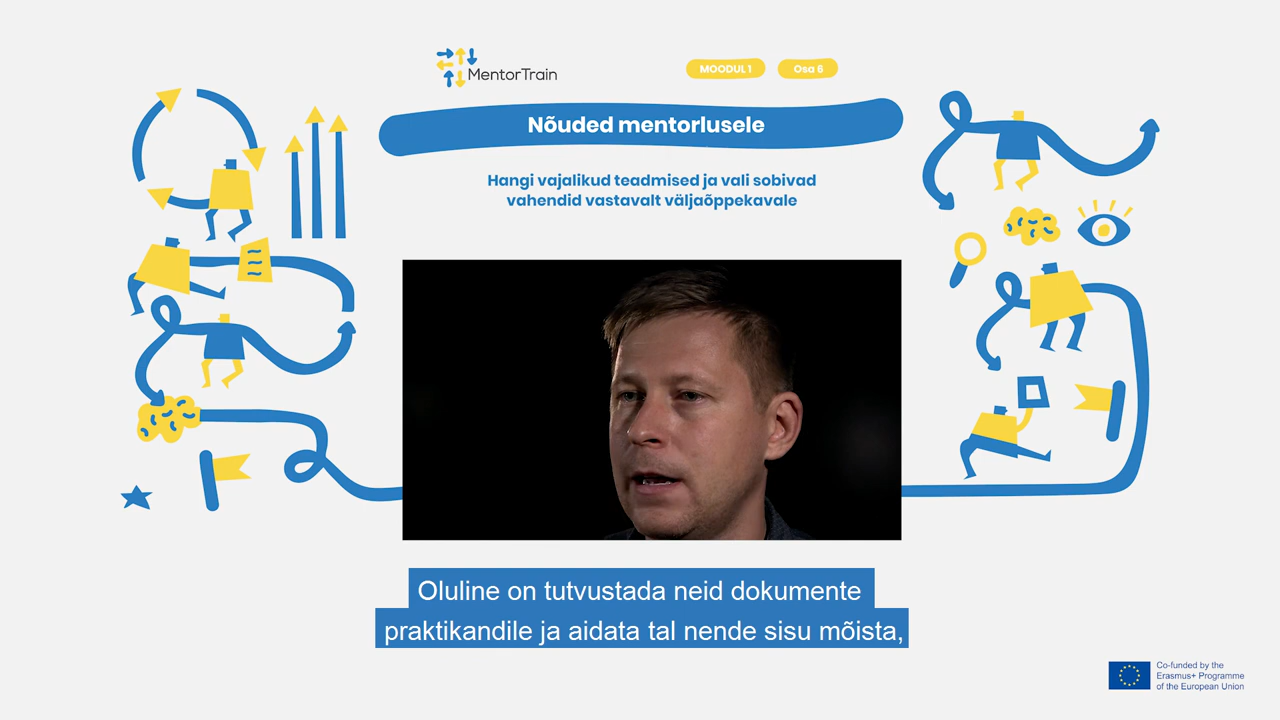 MentorTrain
MOODUL 1
Osa 6
Nõuded mentorlusele
Hangi vajalikud teadmised ja vali sobivad
vahendid vastavalt väljaõppekavale
Oluline on tutvustada neid dokumente
praktikandile ja aidata tal nende sisu mõista,
Co-funded by the
Erasmus+ Programme
of the European Union